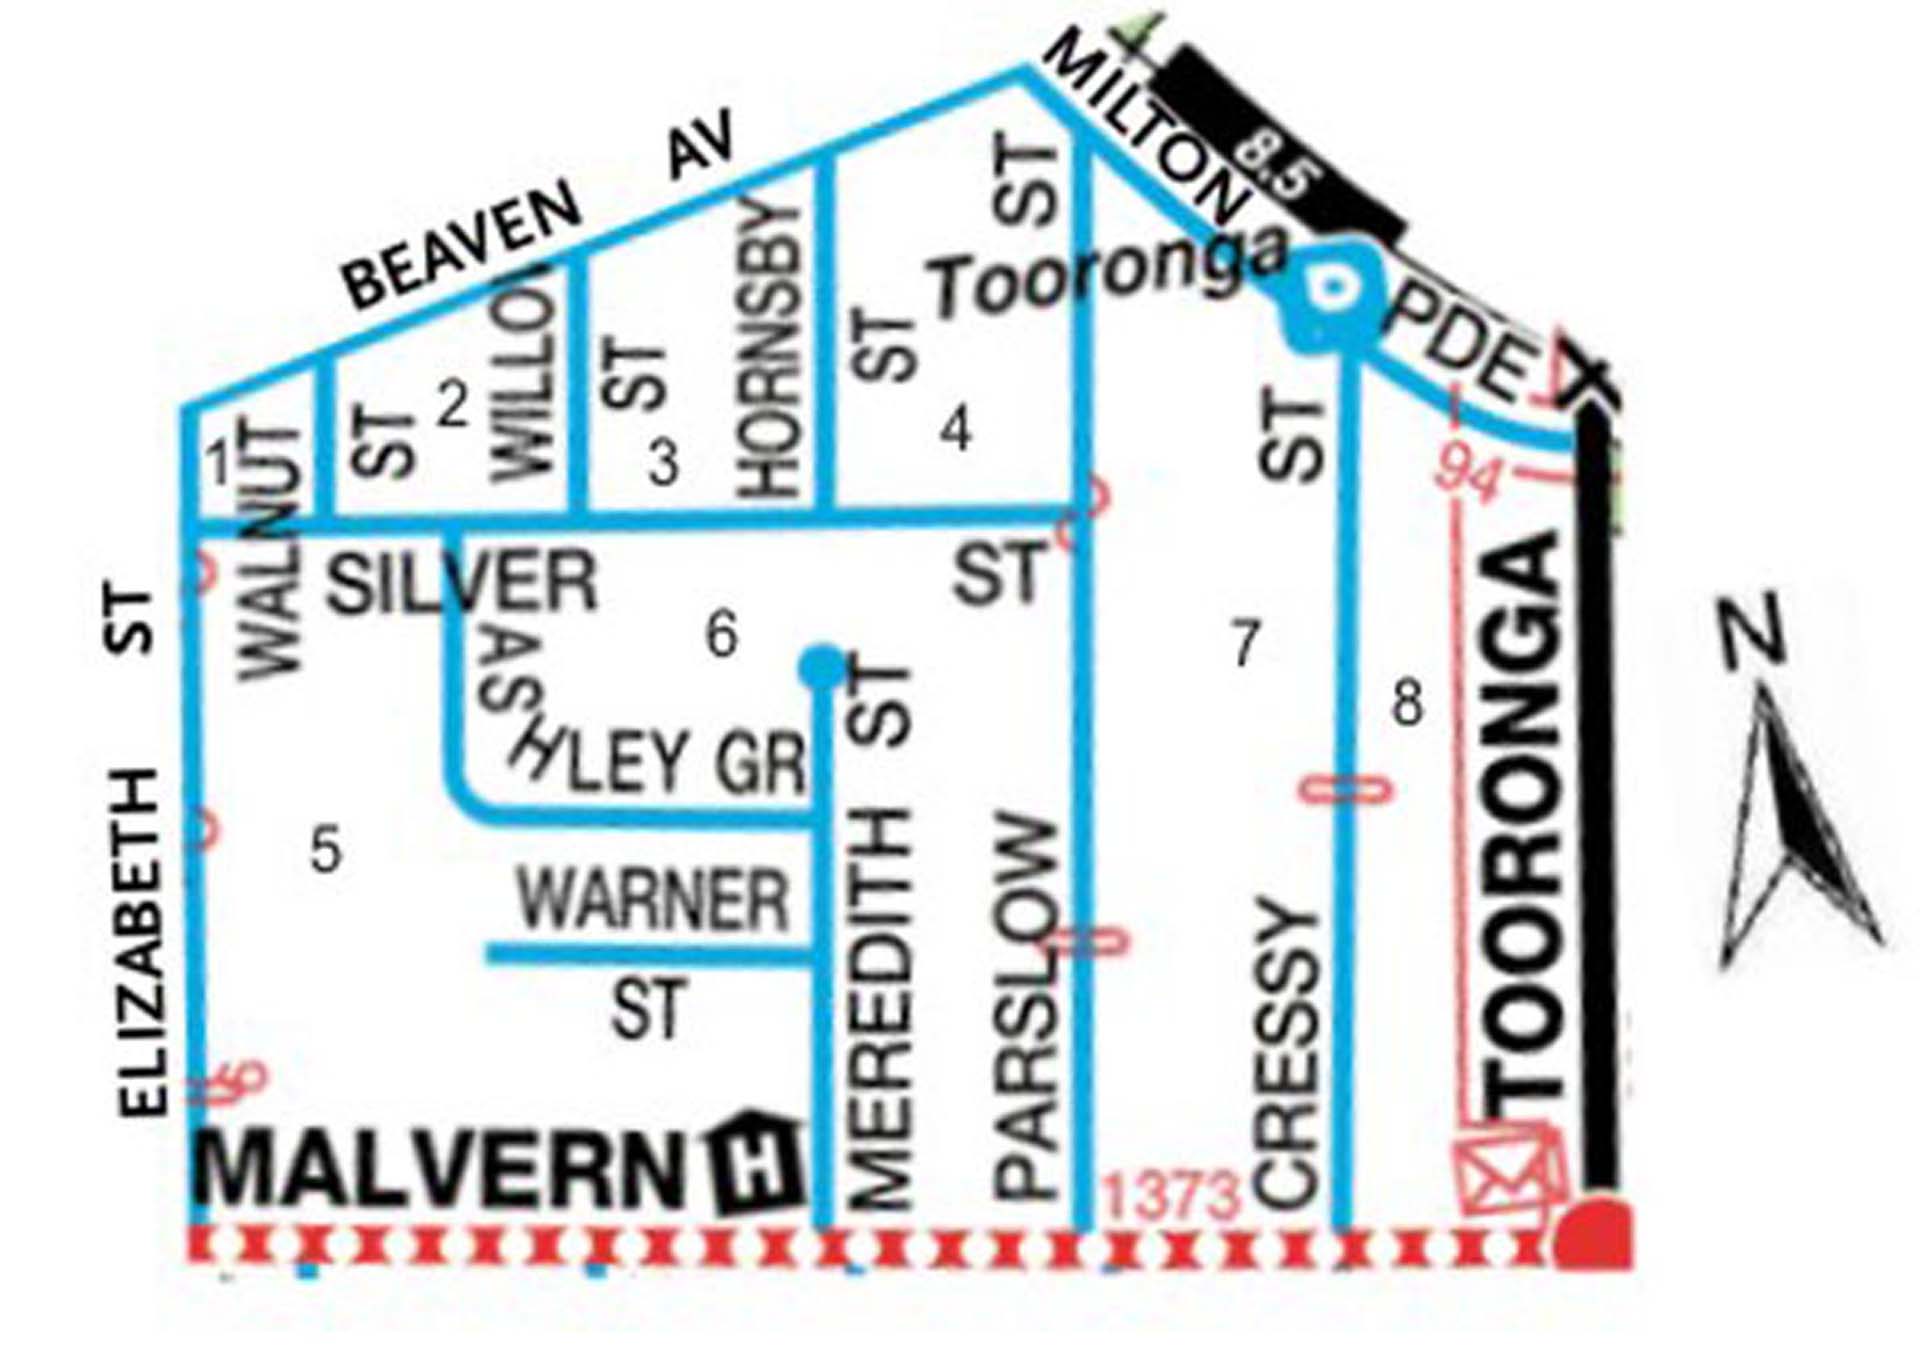 MILTON
8.5
BEAVEN AV
ST
Tooronga
PDE
WILLO
HORNSBY
ST
ST
ST
1
2
3
4
ST
WALNUT
94
SILVER ST
ELIZABETH ST
ASHLEY GR
6
7
8
N
MEREDITH ST
TOORONGA
5
WARNER
ST
PARSLOW
CRESSY
MALVERN H
1373